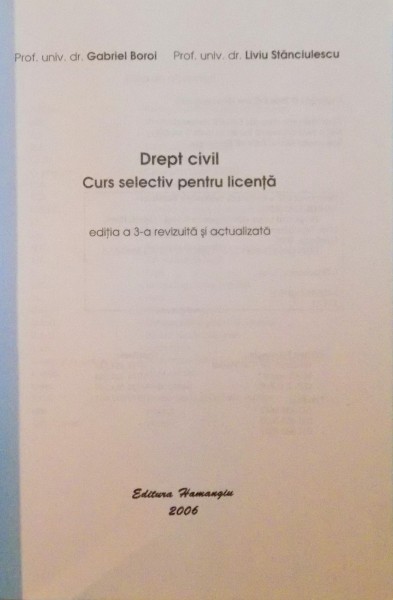 Prof. univ. dr. Gabriel Boroi Prof. univ. dr. Liviu Stănciulescu
Drept civil
Curs selectiv pentru licență
ediția a 3-a revizuită și actualizată
Editura Hamangiu
2006